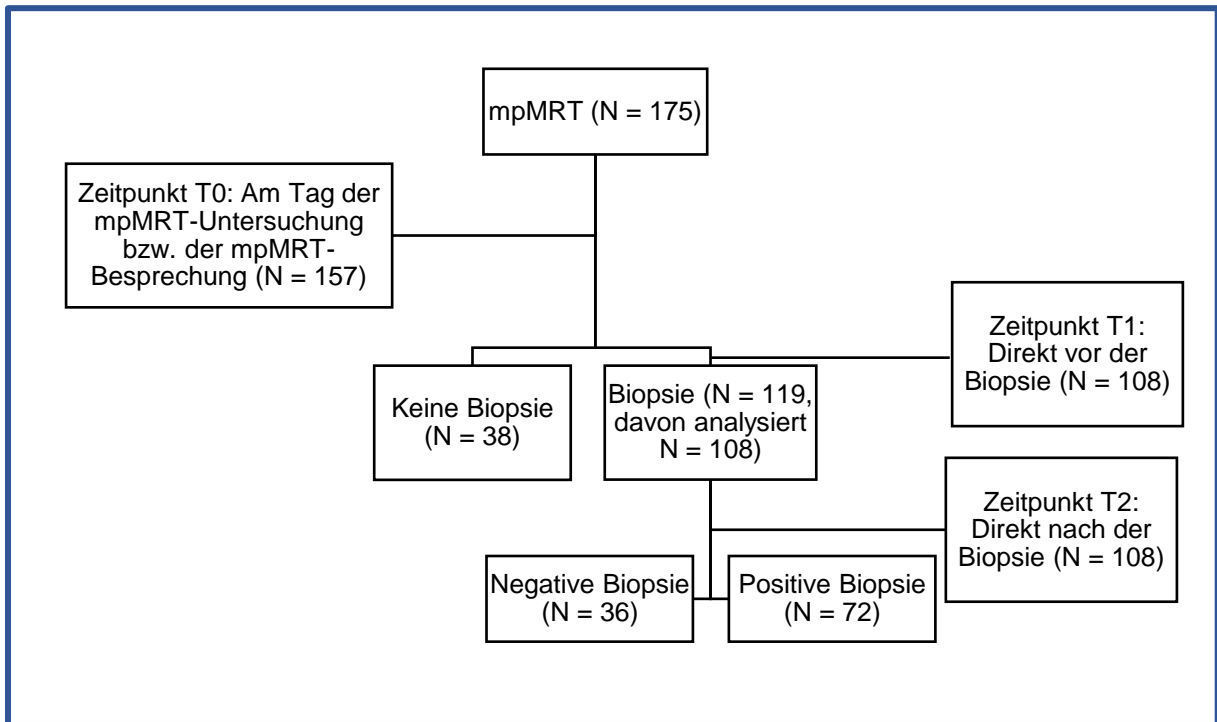 mpMRT (N = 175)
Zeitpunkt T0: Am Tag der
mpMRT-Untersuchung
bzw. der mpMRT-
Besprechung (N = 157)
Zeitpunkt T1:
Direkt vor der
Biopsie (N = 108)
Keine Biopsie
(N = 38)
Biopsie (N = 119,
davon analysiert
N = 108)
Zeitpunkt T2:
Direkt nach der
Biopsie (N = 108)
Negative Biopsie
(N = 36)
Positive Biopsie
(N = 72)